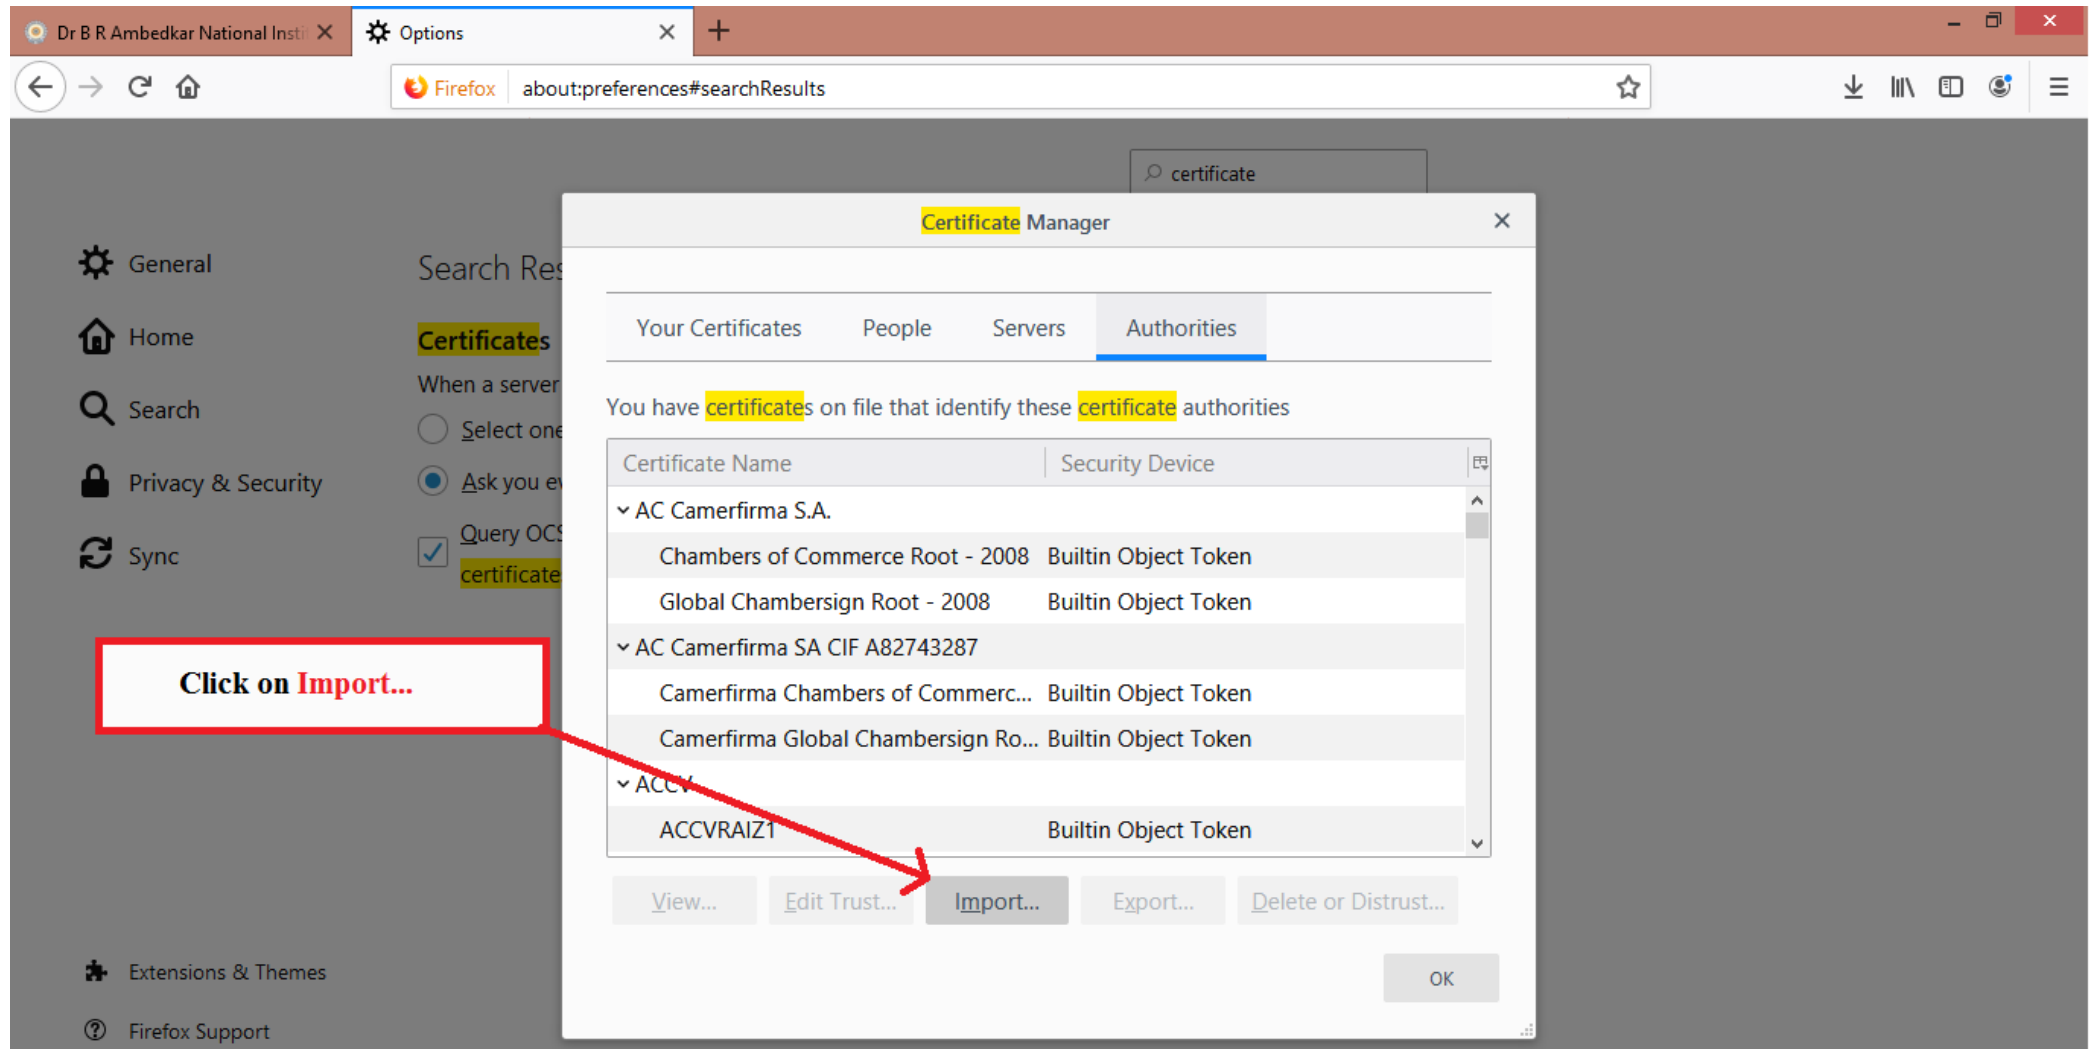 Dr B R Ambedkar National Insti
Options
Firefox about:preferences#searchResults
certificate
Certificate Manager
General
Home
Search
Privacy & Security
Sync
Extensions & Themes
Firefox Support
Search Res
Certificates
When a server
Select one
Ask you ev
Query OCS
certificate
Click on Import...
Your Certificates People Servers Authorities
You have certificates on file that identify these certificate authorities
Certificate Name Security Device
AC Camerfirma S.A.
Chambers of Commerce Root - 2008 Builtin Object Token
Global Chambersign Root - 2008 Builtin Object Token
AC Camerfirma SA CIF A82743287
Camerfirma Chambers of Commerc... Builtin Object Token
Camerfirma Global Chambersign Ro... Builtin Object Token
ACCV
ACCVRAIZ1 Builtin Object Token
View... Edit Trust... Import... Export... Delete or Distrust...
OK